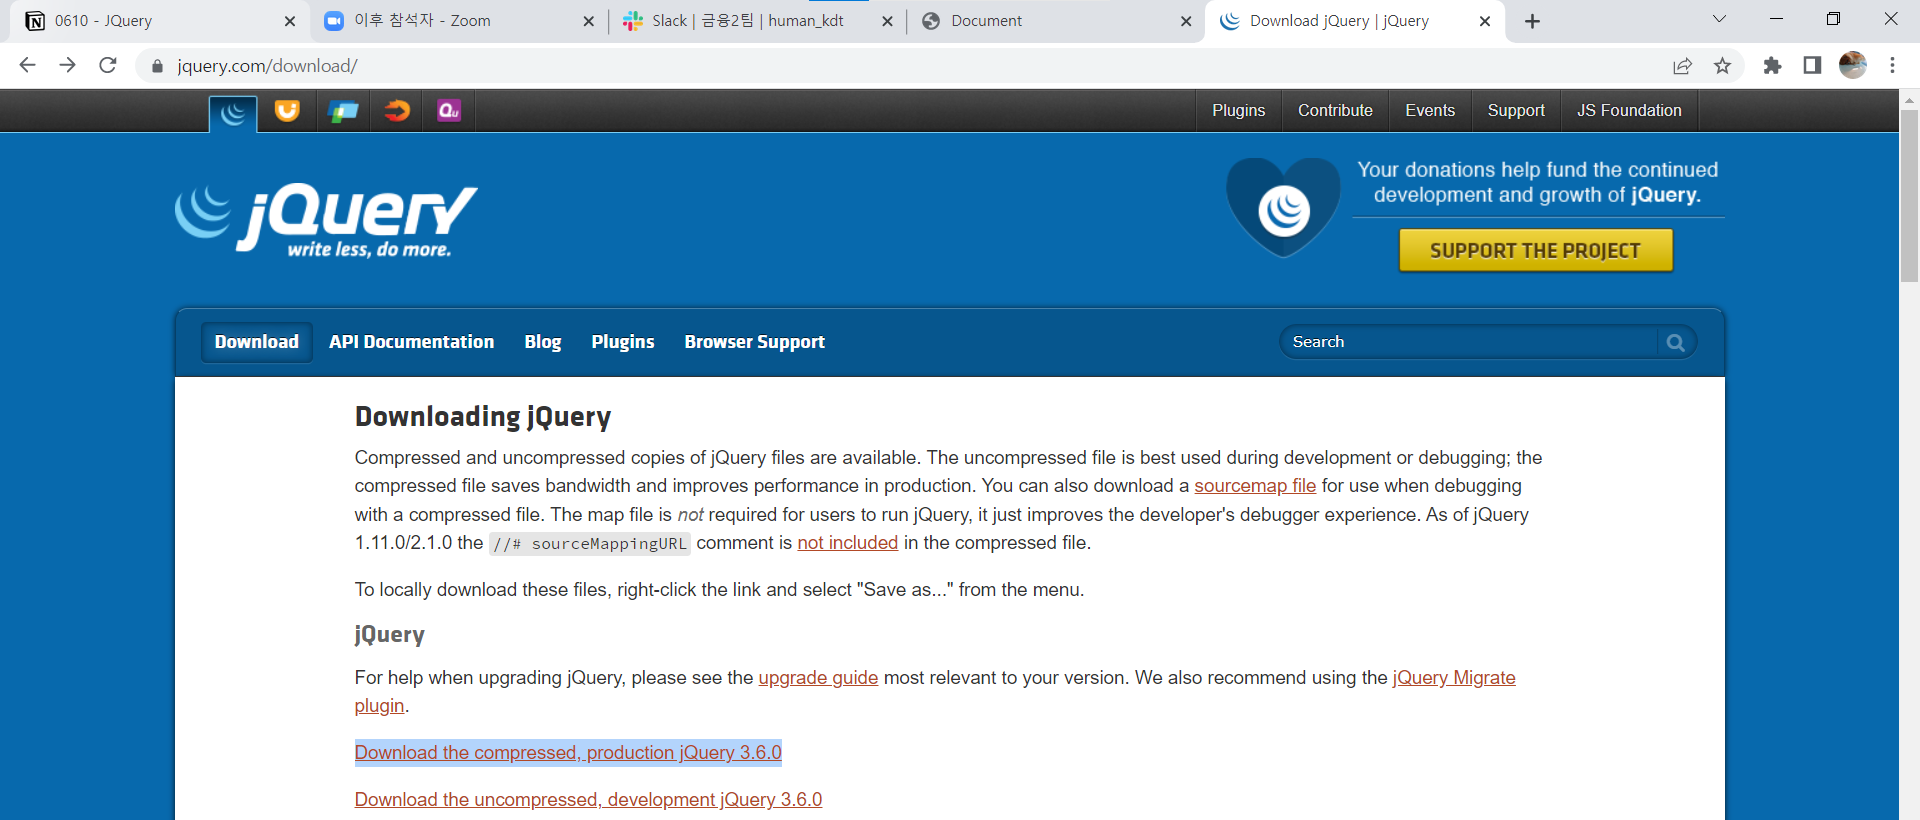 0610 - JQuery
이후 참석자 - Zoom
Slack | 금융2팀 | human_kdt
Document
Download jQuery | jQuery
jquery.com/download/
Qu
Plugins
Contribute
Events
Support
JS Foundation
jQuery
write less, do more.
Your donations help fund the continued
development and growth of jQuery.
SUPPORT THE PROJECT
Download
API Documentation
Blog
Plugins
Browser Support
Search
Downloading jQuery
Compressed and uncompressed copies of jQuery files are available. The uncompressed file is best used during development or debugging; the
compressed file saves bandwidth and improves performance in production. You can also download a sourcemap file for use when debugging
with a compressed file. The map file is not required for users to run jQuery, it just improves the developer's debugger experience. As of jQuery
1.11.0/2.1.0 the //# sourceMappingURL comment is not included in the compressed file.
To locally download these files, right-click the link and select "Save as..." from the menu.
jQuery
For help when upgrading jQuery, please see the upgrade guide most relevant to your version. We also recommend using the jQuery Migrate
plugin.
Download the compressed, production jQuery 3.6.0
Download the uncompressed, development jQuery 3.6.0